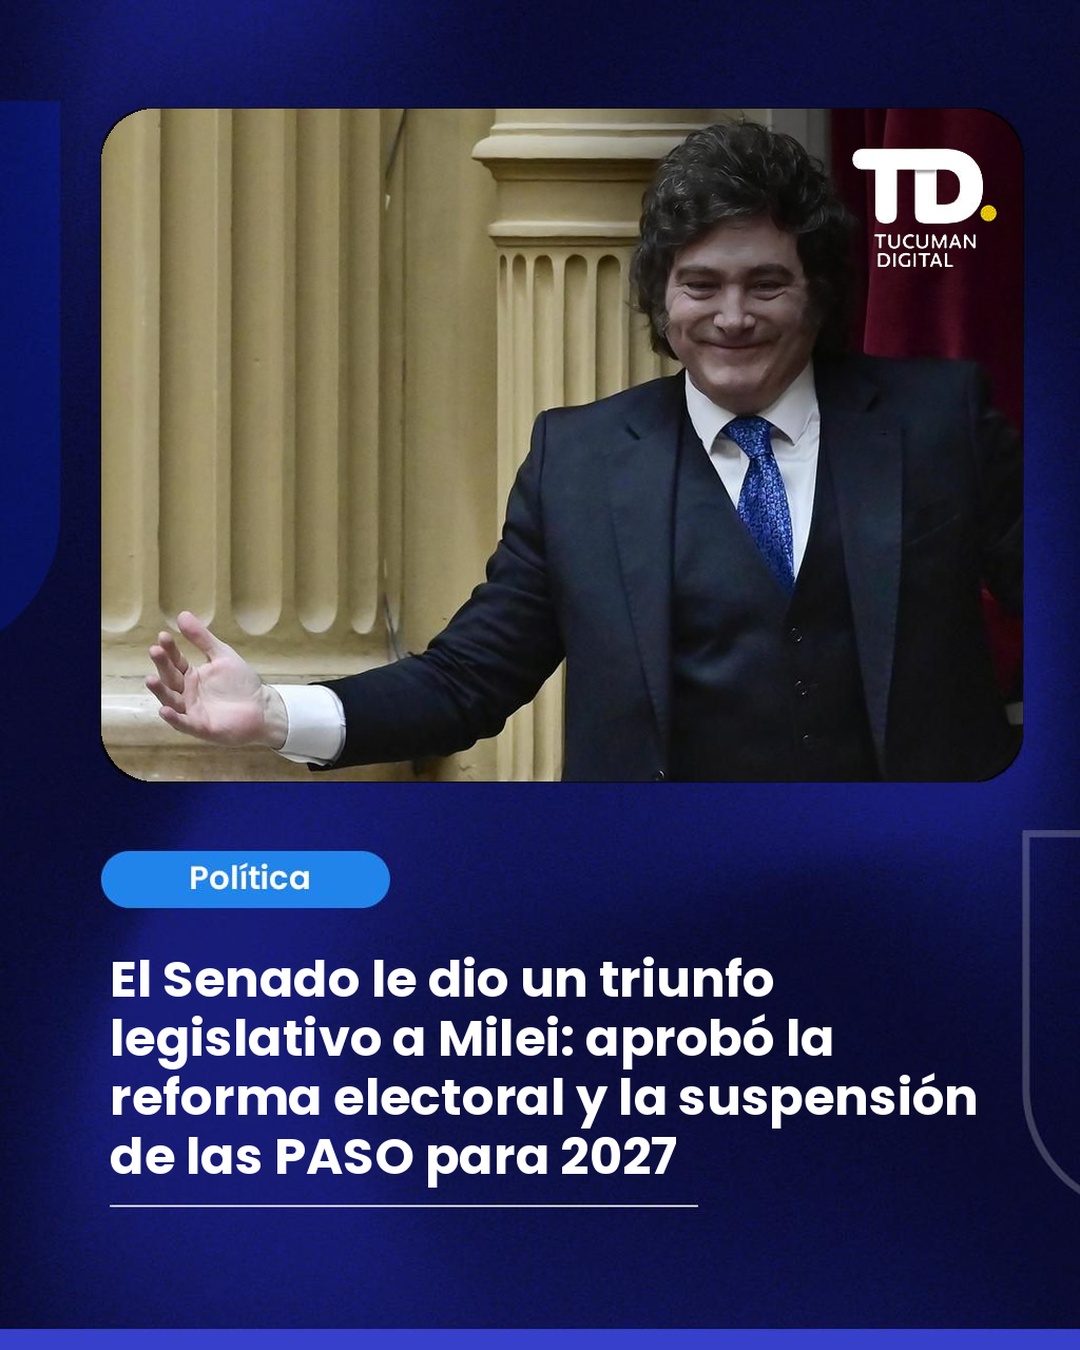 TD.
TUCUMAN
DIGITAL
Política
El Senado le dio un triunfo
legislativo a Milei: aprobó la
reforma electoral y la suspensión
de las PASO para 2027